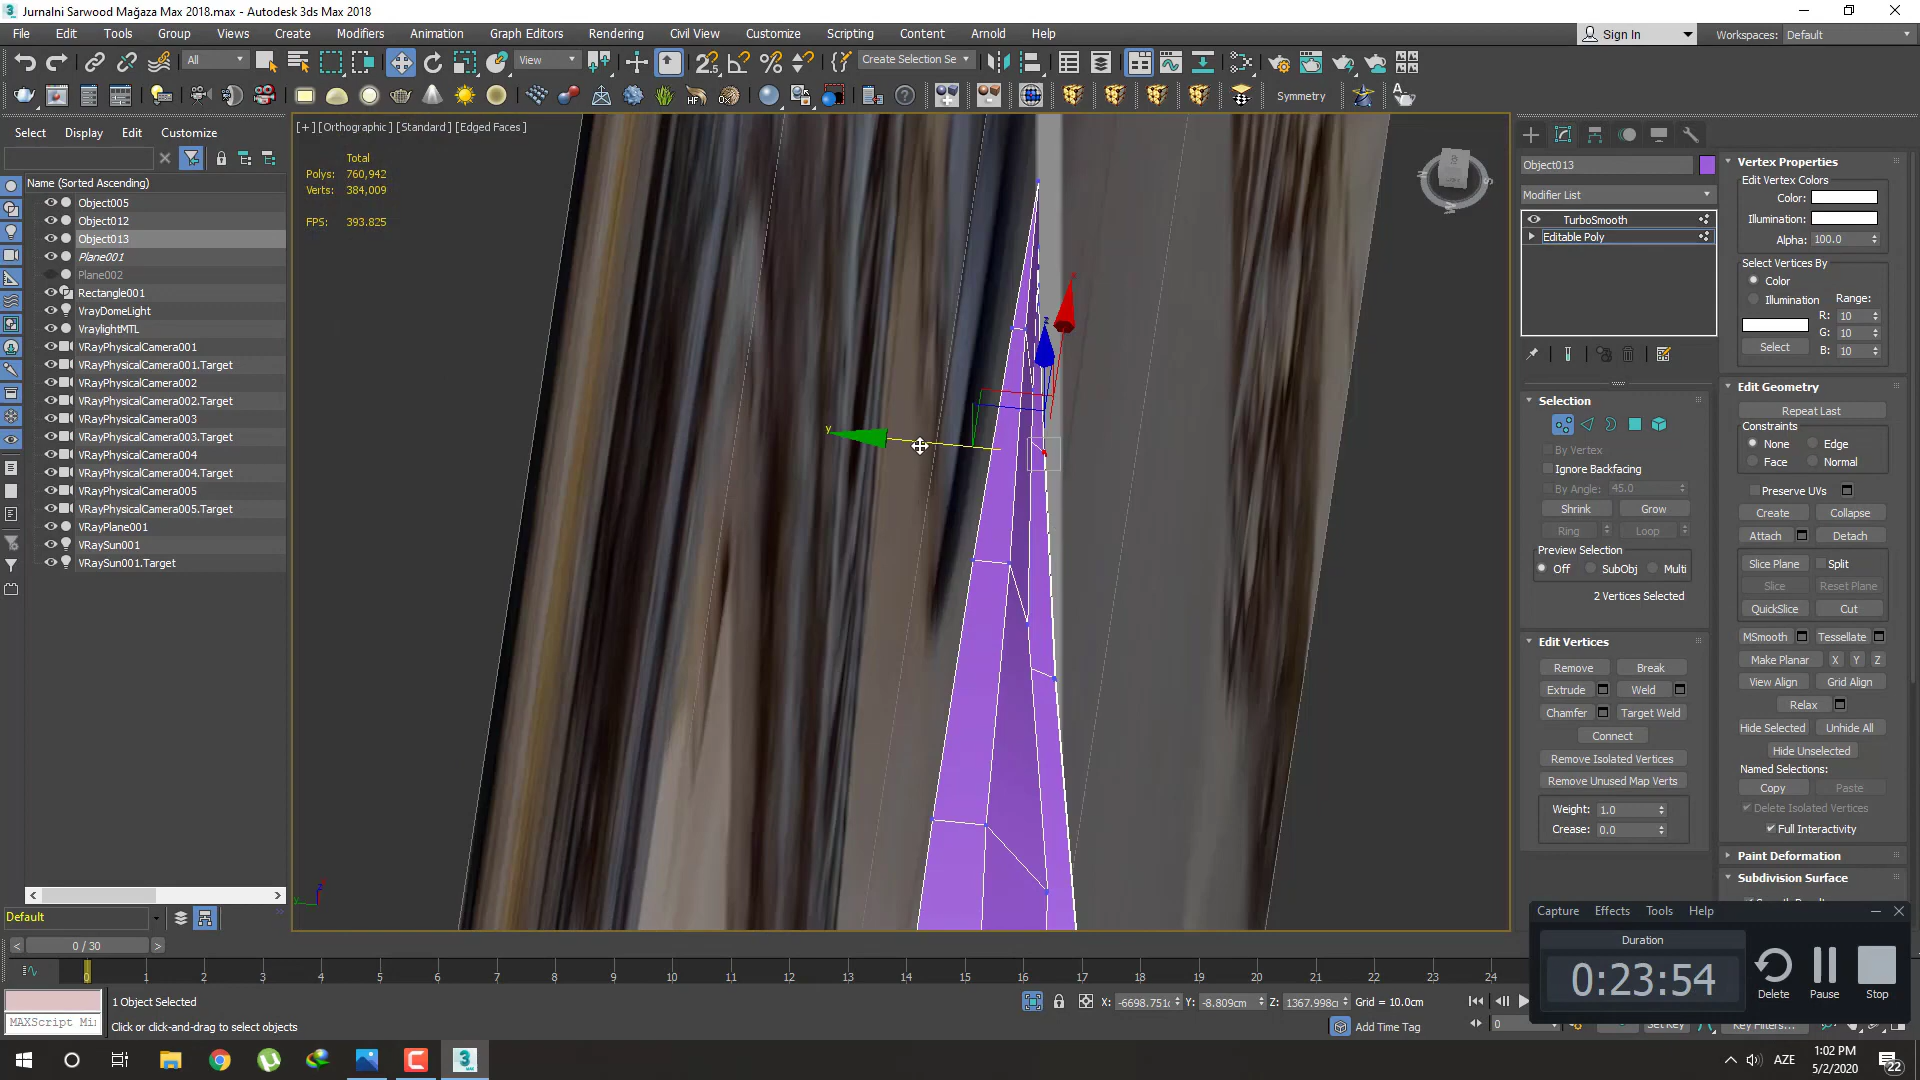 Jurnalni Sarwood Mağaza Max 2018.max - Autodesk 3ds Max 2018
File Edit Tools Group Views Create Modifiers Animation Graph Editors Rendering Civil View Customize Scripting Content Arnold Help Sign In Workspaces: Default
All View Create Selection Se
Symmetry
Select Display Edit Customize
[+] [Orthographic] [Standard] [Edged Faces]
Name (Sorted Ascending)
Object005
Object012
Object013
Plane001
Plane002
Rectangle001
VrayDomeLight
VraylightMTL
VRayPhysicalCamera001
VRayPhysicalCamera001.Target
VRayPhysicalCamera002
VRayPhysicalCamera002.Target
VRayPhysicalCamera003
VRayPhysicalCamera003.Target
VRayPhysicalCamera004
VRayPhysicalCamera004.Target
VRayPhysicalCamera005
VRayPhysicalCamera005.Target
VRayPlane001
VRaySun001
VRaySun001.Target
Default
Total
Polys: 760,942
Verts: 384,009
FPS: 393.825
y
Object013
Modifier List
TurboSmooth
Editable Poly
Selection
By Vertex
Ignore Backfacing
By Angle: 45.0
Shrink Grow
Ring Loop
Preview Selection
Off SubObj Multi
2 Vertices Selected
Edit Vertices
Remove Break
Extrude Weld
Chamfer Target Weld
Connect
Remove Isolated Vertices
Remove Unused Map Verts
Weight: 1.0
Crease: 0.0
Vertex Properties
Edit Vertex Colors
Color:
Illumination:
Alpha: 100.0
Select Vertices By
Color
Illumination Range:
R: 10
G: 10
Select B: 10
Edit Geometry
Repeat Last
Constraints
None Edge
Face Normal
Preserve UVs
Create Collapse
Attach Detach
Slice Plane Split
Slice Reset Plane
QuickSlice Cut
MSmooth Tessellate
Make Planar X Y Z
View Align Grid Align
Relax
Hide Selected Unhide All
Hide Unselected
Named Selections:
Copy Paste
Delete Isolated Vertices
Full Interactivity
Paint Deformation
Subdivision Surface
Capture Effects Tools Help
Duration
0:23:54
Delete Pause Stop
0 / 30
0 1 2 3 4 5 6 7 8 9 10 11 12 13 14 15 16 17 18 19 20 21 22 23 24
1 Object Selected
X: -6698.751c Y: -8.809cm Z: 1367.998c Grid = 10.0cm
MAXScript Mi
Click or click-and-drag to select objects
Add Time Tag
0
Set Key Key Filters...
AZE
1:02 PM
5/2/2020
22